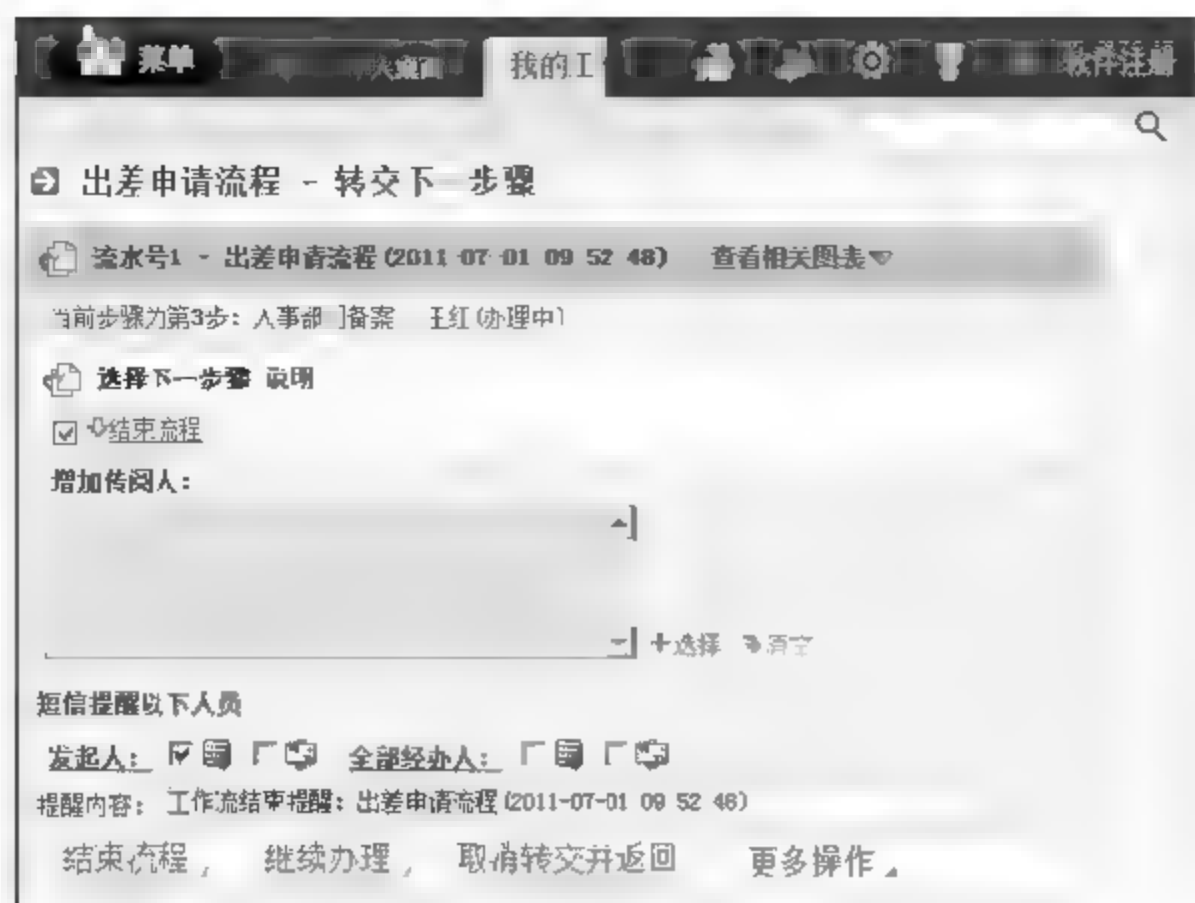 菜单 我的工 软件注册
出差申请流程 - 转交下一步骤
流水号1 - 出差申请流程(2011-07-01 09 52 48) 查看相关图表
当前步骤为第3步: 人事部门备案 王红(办理中)
选择下一步骤 说明
结束流程
增加传阅人:
选择 清空
短信提醒以下人员
发起人: 全部经办人:
提醒内容: 工作流结束提醒: 出差申请流程(2011-07-01 09 52 48)
结束流程, 继续办理, 取消转交并返回 更多操作